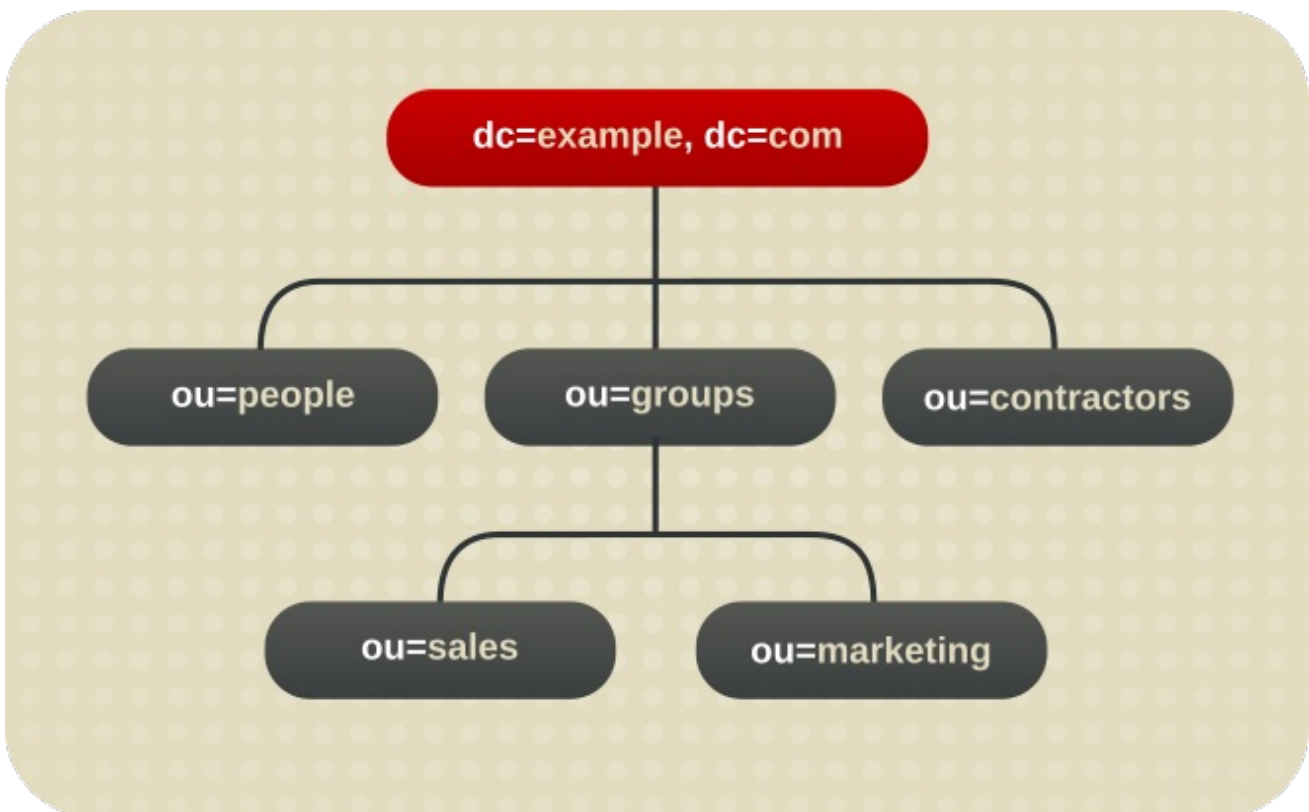 dc=example, dc=com
ou=people
ou=groups
ou=contractors
ou=sales
ou=marketing